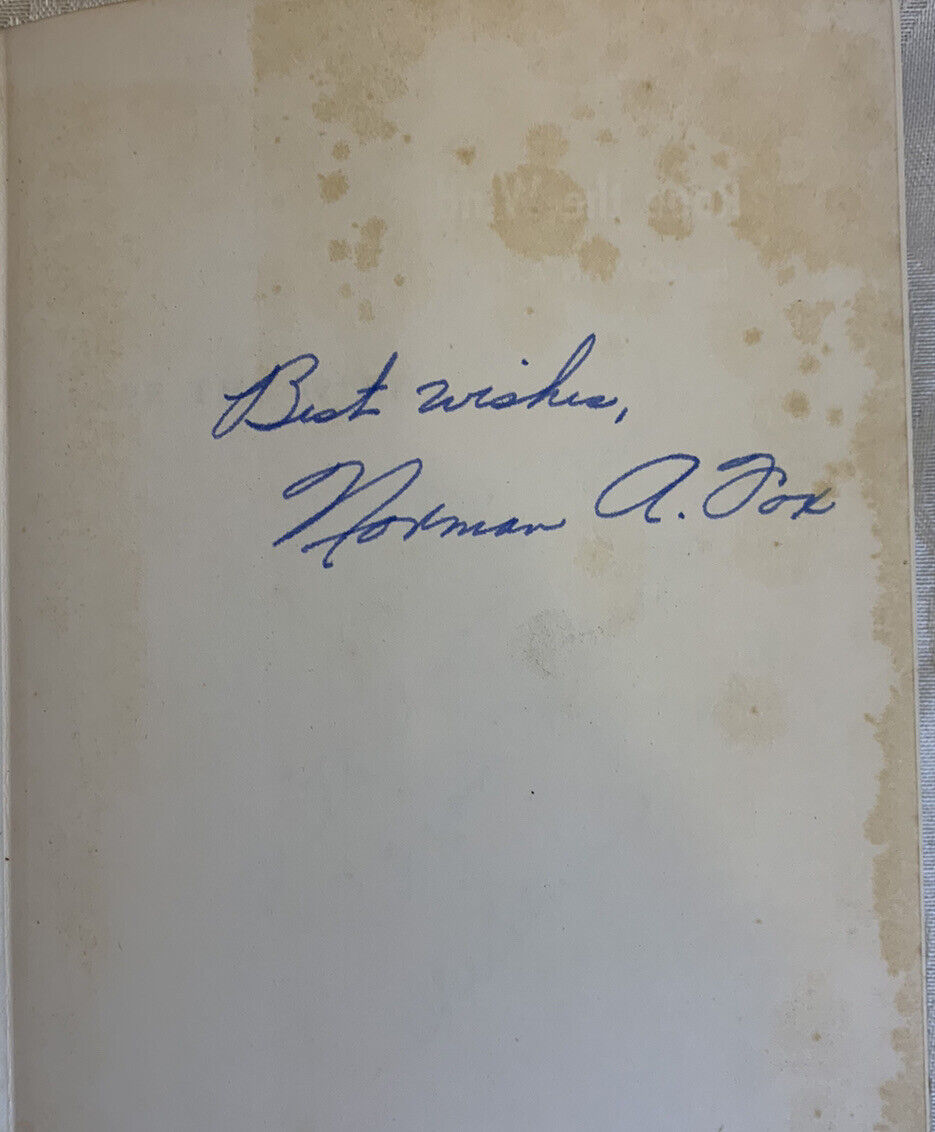 Best wishes,
Norman A. Fox